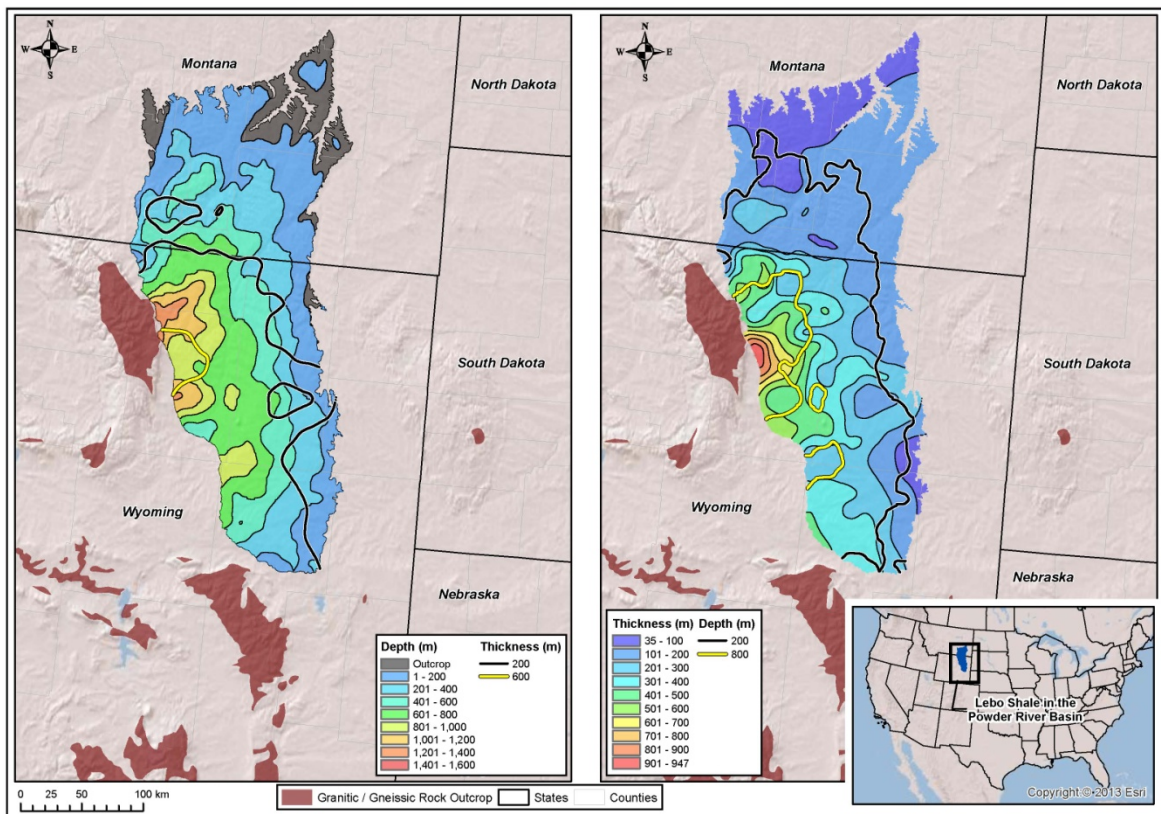 N
W E
S
Montana
North Dakota
South Dakota
Wyoming
Nebraska
Depth (m)
Outcrop
1 - 200
201 - 400
401 - 600
601 - 800
801 - 1,000
1,001 - 1,200
1,201 - 1,400
1,401 - 1,600
Thickness (m)
200
600
N
W E
S
Montana
North Dakota
South Dakota
Wyoming
Nebraska
Thickness (m)
35 - 100
101 - 200
201 - 300
301 - 400
401 - 500
501 - 600
601 - 700
701 - 800
801 - 900
901 - 947
Depth (m)
200
800
Lebo Shale in the
Powder River Basin
Copyright:© 2013 Esri
0 25 50 100 km
Granitic / Gneissic Rock Outcrop States Counties